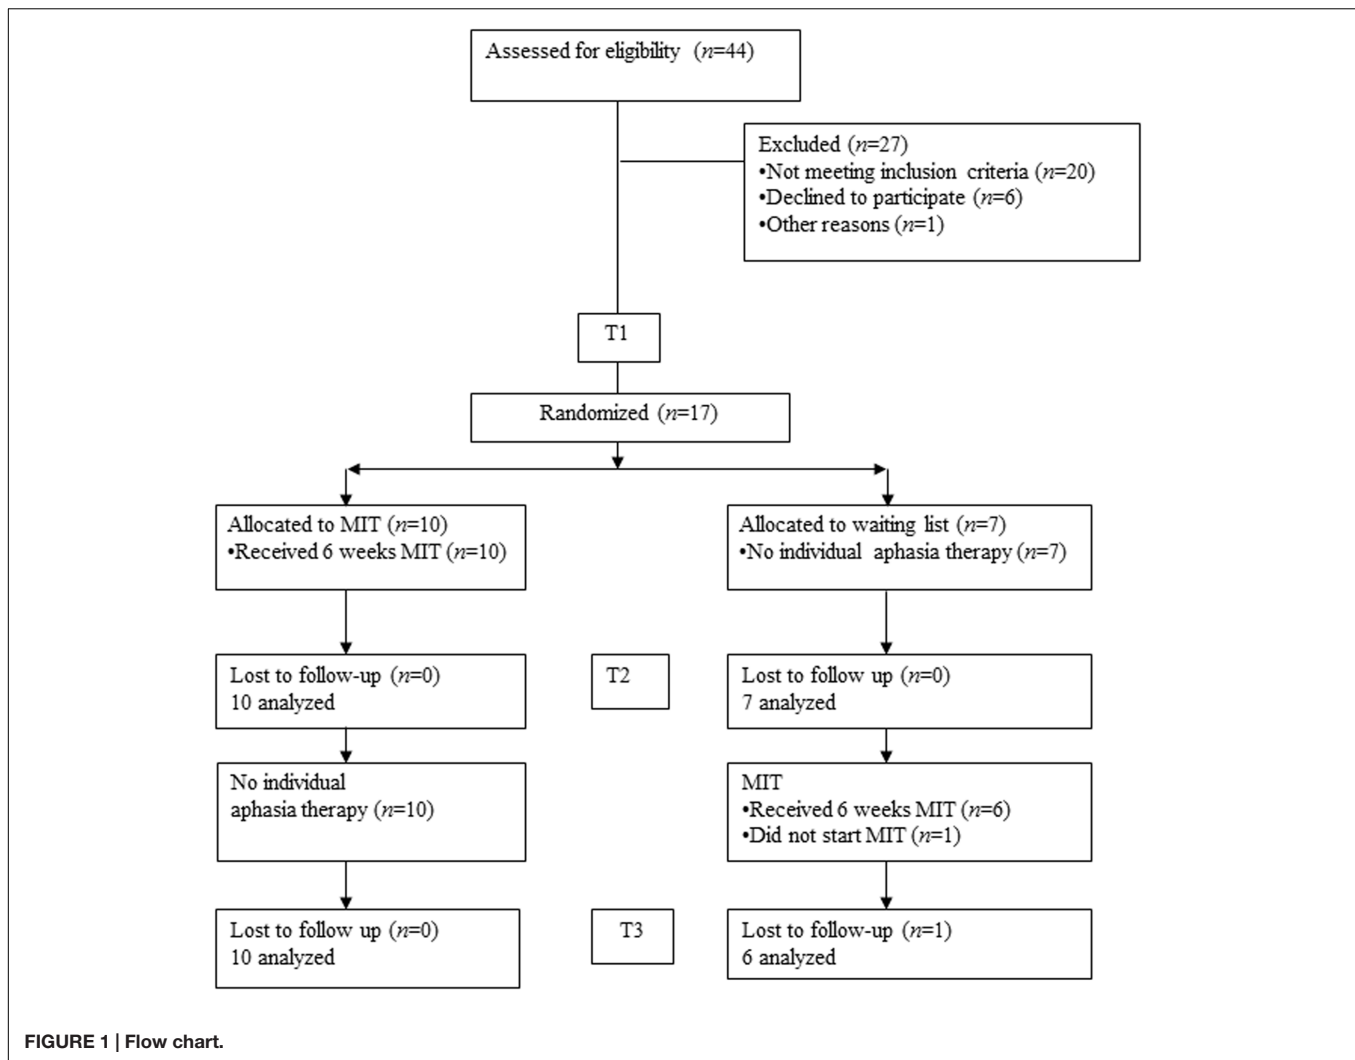 Assessed for eligibility (n=44)
Excluded (n=27)
•Not meeting inclusion criteria (n=20)
•Declined to participate (n=6)
•Other reasons (n=1)
T1
Randomized (n=17)
Allocated to MIT (n=10)
•Received 6 weeks MIT (n=10)
Allocated to waiting list (n=7)
•No individual aphasia therapy (n=7)
Lost to follow-up (n=0)
10 analyzed
T2
Lost to follow up (n=0)
7 analyzed
No individual
aphasia therapy (n=10)
MIT
•Received 6 weeks MIT (n=6)
•Did not start MIT (n=1)
Lost to follow up (n=0)
10 analyzed
T3
Lost to follow-up (n=1)
6 analyzed
FIGURE 1 | Flow chart.